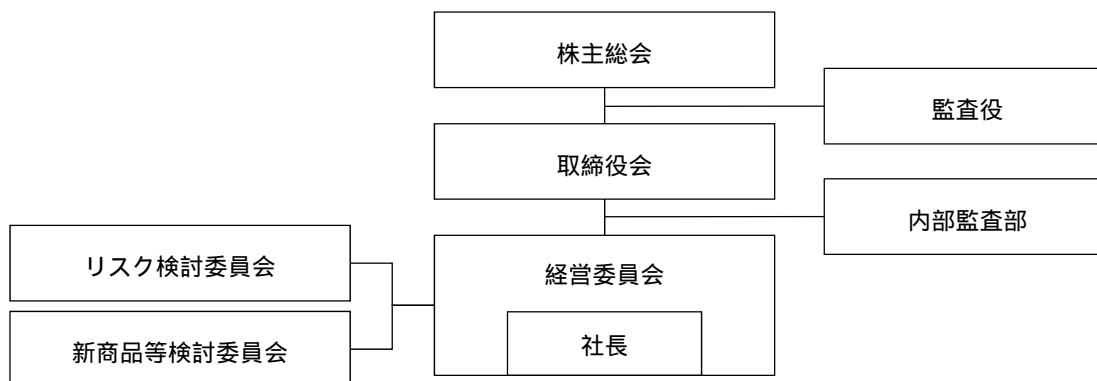 株主総会
監査役
取締役会
内部監査部
リスク検討委員会
経営委員会
新商品等検討委員会
社長